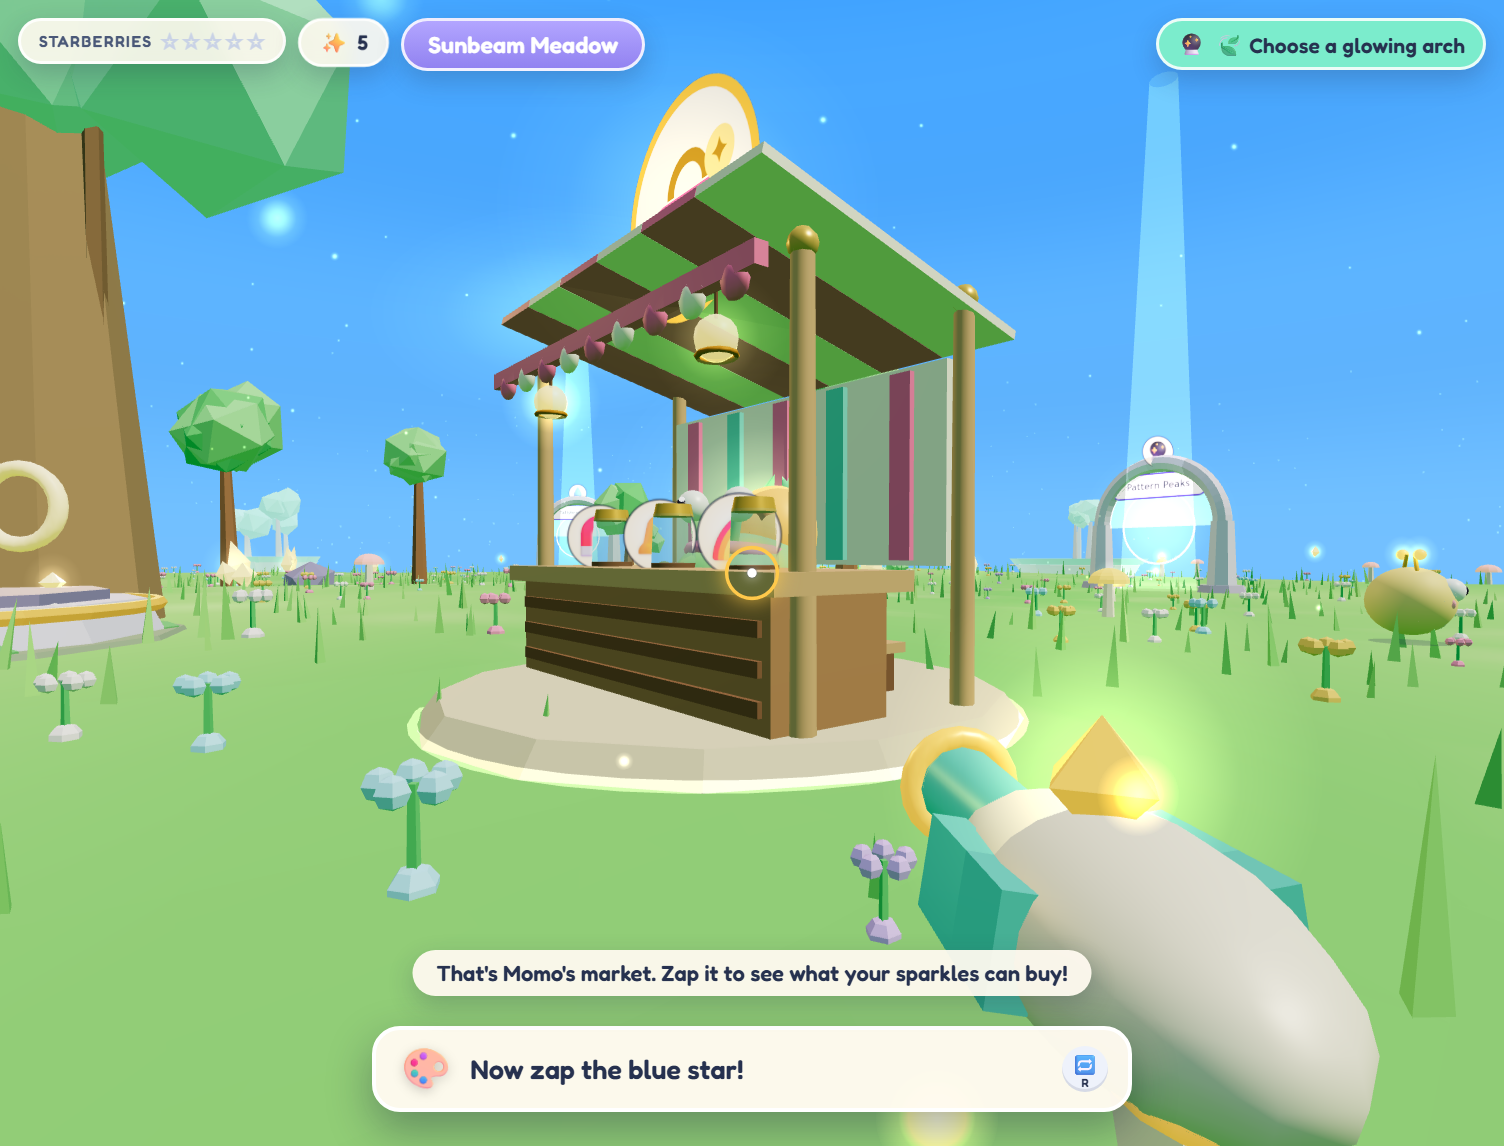 STARBERRIES
5
Sunbeam Meadow
Choose a glowing arch
Pattern Peaks
That's Momo's market. Zap it to see what your sparkles can buy!
Now zap the blue star!
R